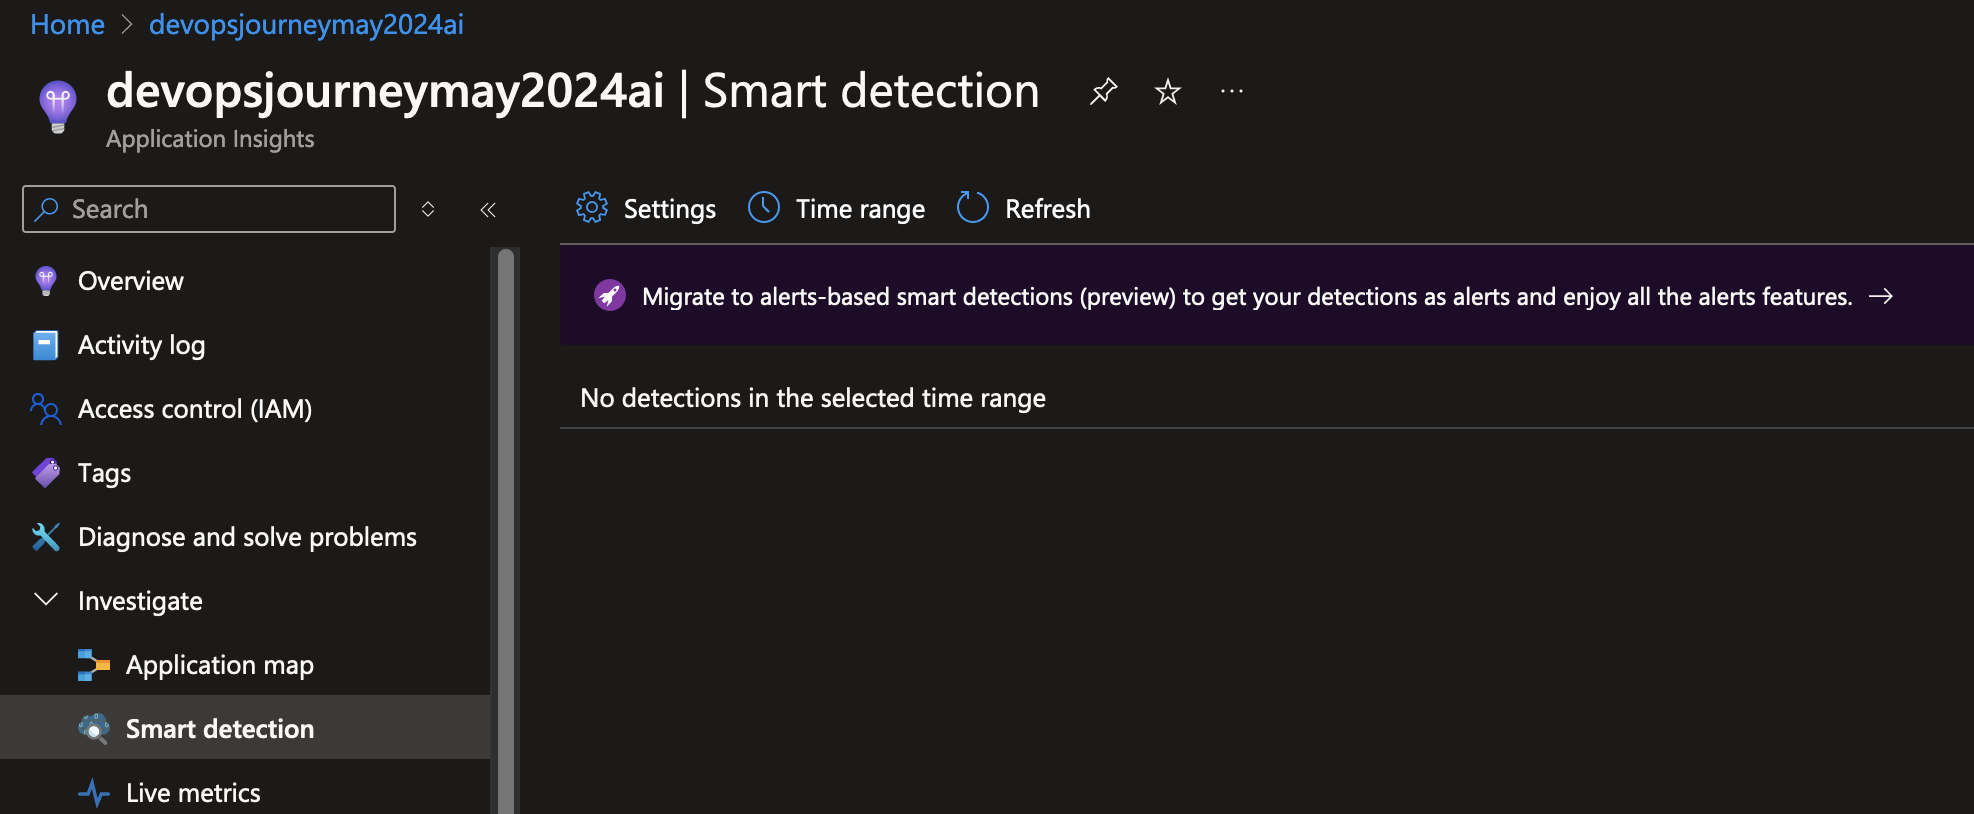 Home > devopsjourneymay2024ai
devopsjourneymay2024ai | Smart detection
Application Insights
Search
Settings Time range Refresh
Migrate to alerts-based smart detections (preview) to get your detections as alerts and enjoy all the alerts features. →
No detections in the selected time range
Overview
Activity log
Access control (IAM)
Tags
Diagnose and solve problems
Investigate
Application map
Smart detection
Live metrics